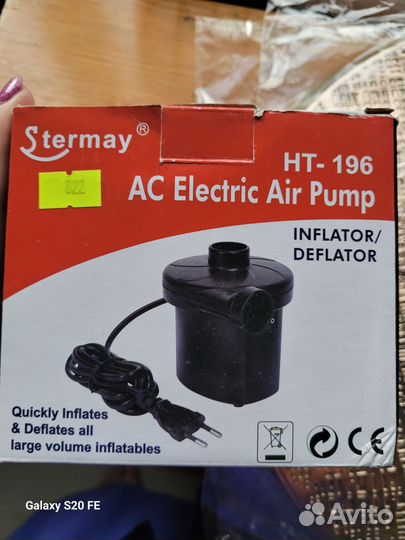 Stermay®
HT- 196
AC Electric Air Pump
822
INFLATOR/
DEFLATOR
Quickly Inflates
& Deflates all
large volume inflatables
CE
Galaxy S20 FE
Avito